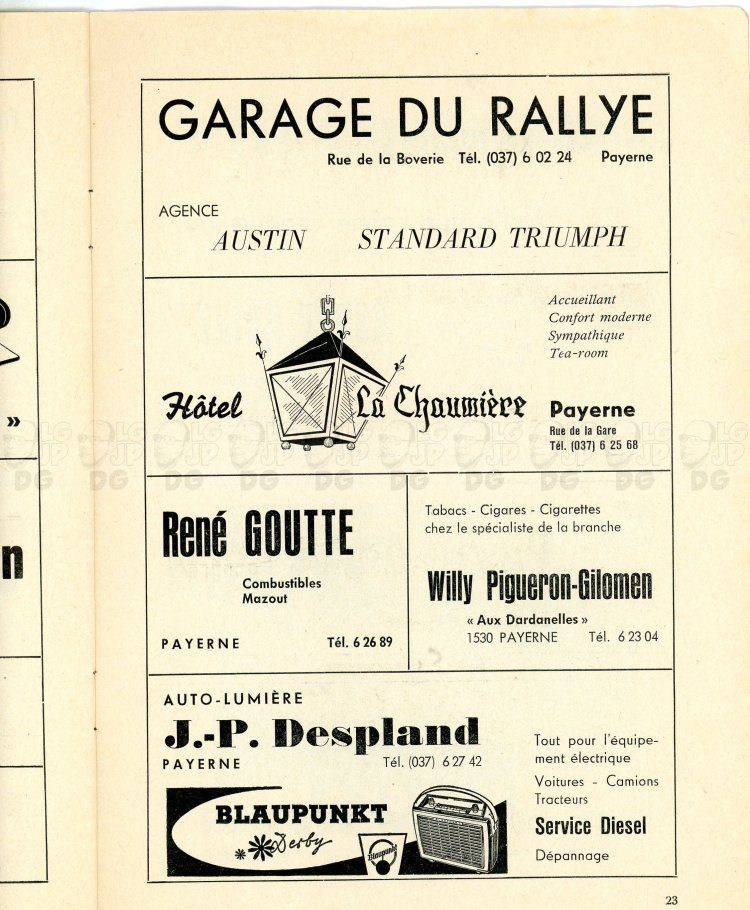 GARAGE DU RALLYE
Rue de la Boverie Tél. (037) 6 02 24 Payerne
AGENCE
AUSTIN STANDARD TRIUMPH
Accueillant
Confort moderne
Sympathique
Tea-room
Hôtel La Chaumière
Payerne
Rue de la Gare
Tél. (037) 6 25 68
René GOUTTE
Combustibles
Mazout
PAYERNE Tél. 6 26 89
Tabacs - Cigares - Cigarettes
chez le spécialiste de la branche
Willy Pigueron-Gilomen
« Aux Dardanelles »
1530 PAYERNE Tél. 6 23 04
AUTO-LUMIÈRE
J.-P. Despland
PAYERNE Tél. (037) 6 27 42
BLAUPUNKT
Derby
Blaupunkt
Tout pour l'équipe-
ment électrique
Voitures - Camions
Tracteurs
Service Diesel
Dépannage
23
»
n